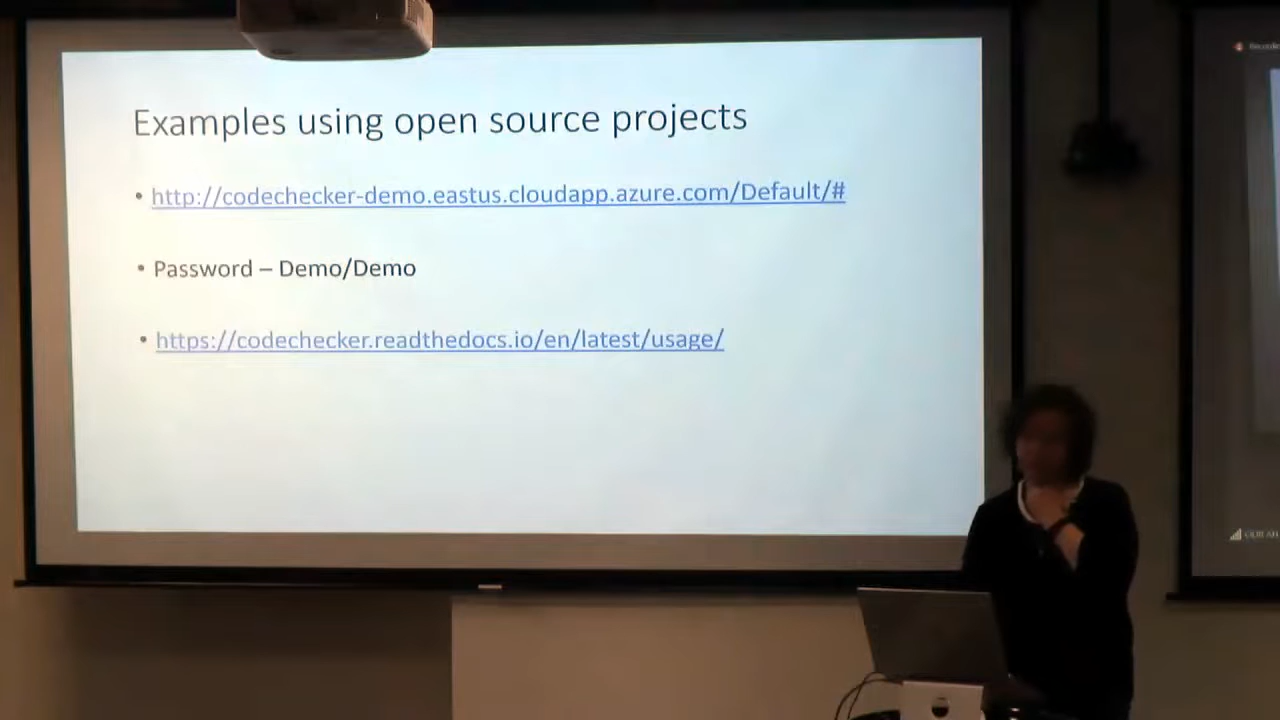 Examples using open source projects
• http://codechecker-demo.eastus.cloudapp.azure.com/Default/#
• Password – Demo/Demo
• https://codechecker.readthedocs.io/en/latest/usage/